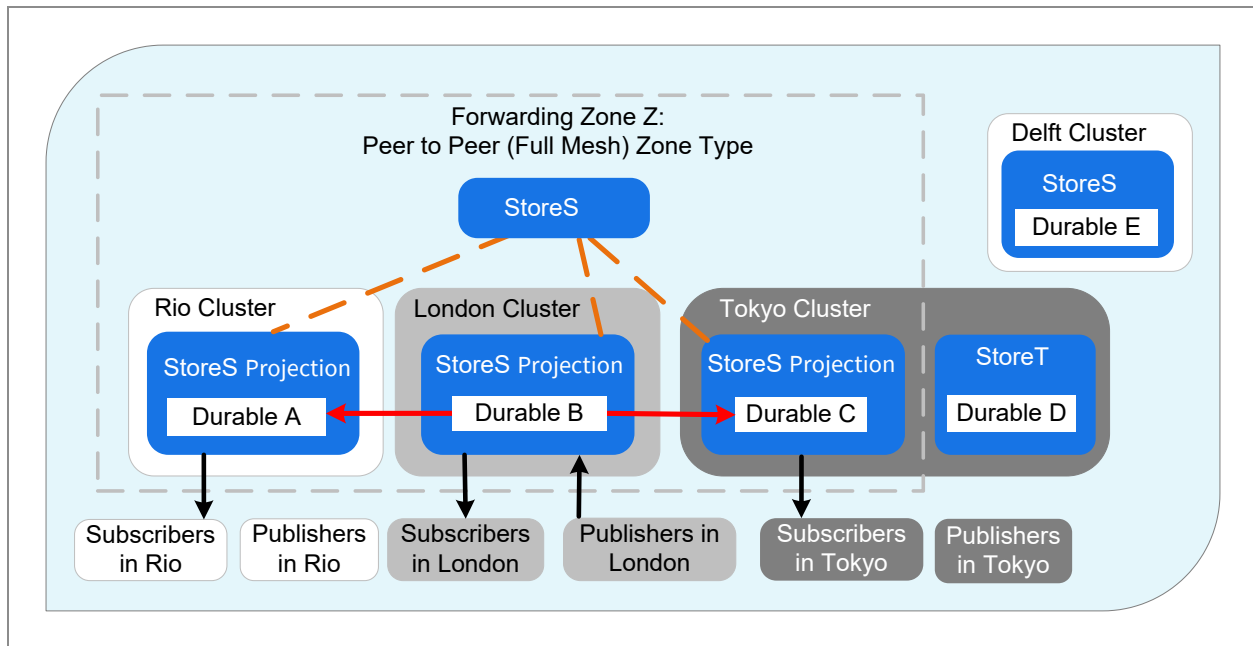 Forwarding Zone Z:
Peer to Peer (Full Mesh) Zone Type
StoreS
Delft Cluster
StoreS
Durable E
Rio Cluster
StoreS Projection
Durable A
London Cluster
StoreS Projection
Durable B
Tokyo Cluster
StoreS Projection
Durable C
StoreT
Durable D
Subscribers
in Rio
Publishers
in Rio
Subscribers
in London
Publishers in
London
Subscribers
in Tokyo
Publishers
in Tokyo